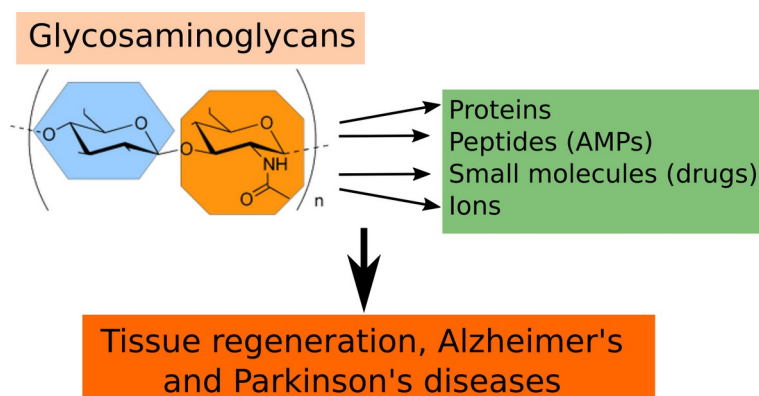 Glycosaminoglycans
O
O
O
O
NH
O
n
Proteins
Peptides (AMPs)
Small molecules (drugs)
Ions
Tissue regeneration, Alzheimer's
and Parkinson's diseases